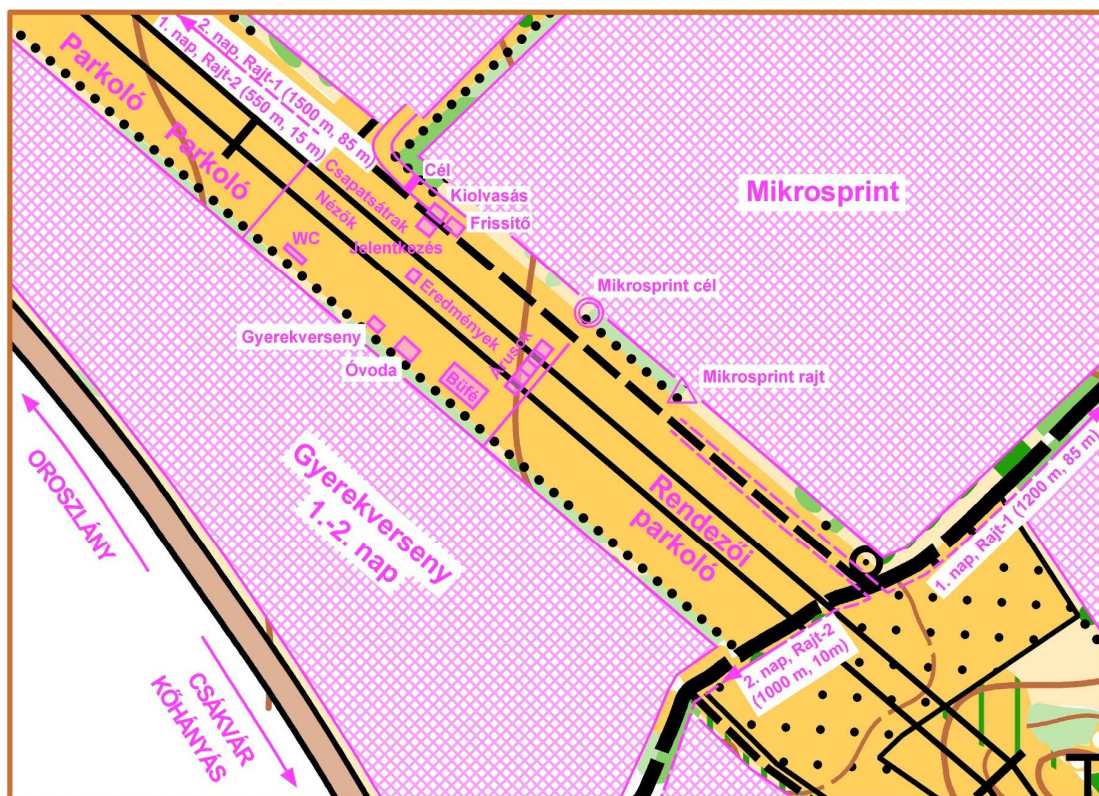 2. nap, Rajt-1 (1500 m, 85 m)
1. nap, Rajt-2 (550 m, 15 m)
Parkoló
Parkoló
Cél
Csapatsátrak
Kiolvasás
Mikrosprint
Nézők
Frissítő
WC
Jelentkezés
Mikrosprint cél
Eredmények
Gyerekverseny
Árusok
Óvoda
Büfé
Mikrosprint rajt
OROSZLÁNY
Gyerekverseny
1.-2. nap
Rendezői
parkoló
1. nap, Rajt-1 (1200 m, 85 m)
2. nap, Rajt-2
(1000 m, 10m)
CSÁKVÁR
KŐHÁNYÁS